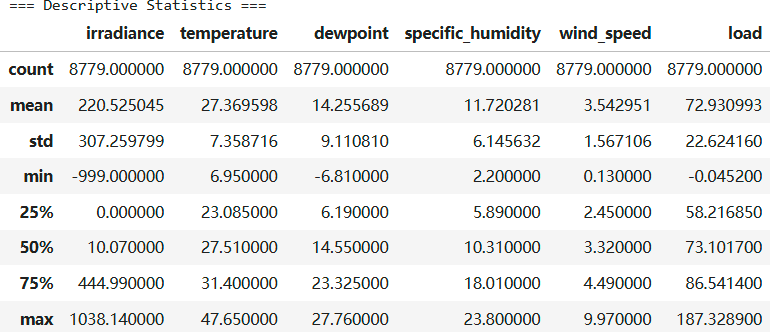 === Descriptive Statistics ===
irradiance temperature dewpoint specific_humidity wind_speed load
count 8779.000000 8779.000000 8779.000000 8779.000000 8779.000000 8779.000000
mean 220.525045 27.369598 14.255689 11.720281 3.542951 72.930993
std 307.259799 7.358716 9.110810 6.145632 1.567106 22.624160
min -999.000000 6.950000 -6.810000 2.200000 0.130000 -0.045200
25% 0.000000 23.085000 6.190000 5.890000 2.450000 58.216850
50% 10.070000 27.510000 14.550000 10.310000 3.320000 73.101700
75% 444.990000 31.400000 23.325000 18.010000 4.490000 86.541400
max 1038.140000 47.650000 27.760000 23.800000 9.970000 187.328900